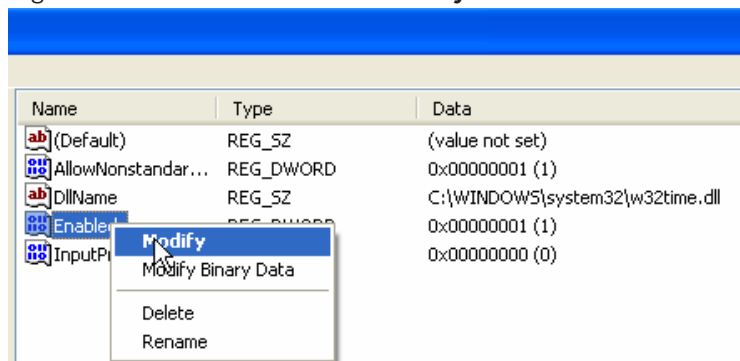 Name Type Data
(Default) REG_SZ (value not set)
AllowNonstandar... REG_DWORD 0x00000001 (1)
DllName REG_SZ C:\WINDOWS\system32\w32time.dll
Enabled 0x00000001 (1)
Modify
0x00000000 (0)
Modify Binary Data
Delete
Rename